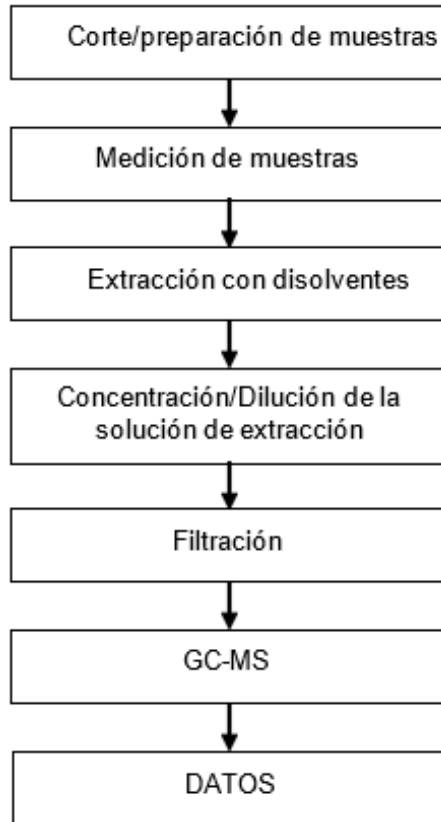 Corte/preparación de muestras
Medición de muestras
Extracción con disolventes
Concentración/Dilución de la
solución de extracción
Filtración
GC-MS
DATOS